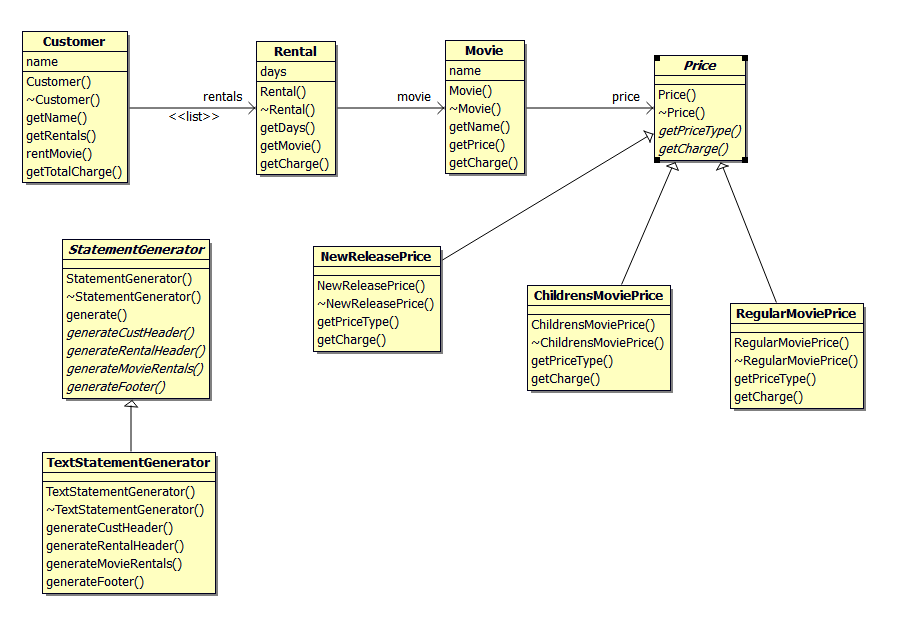 Customer
name
Customer()
~Customer()
getName()
getRentals()
rentMovie()
getTotalCharge()
rentals
<<list>>
Rental
days
Rental()
~Rental()
getDays()
getMovie()
getCharge()
movie
Movie
name
Movie()
~Movie()
getName()
getPrice()
getCharge()
price
Price
Price()
~Price()
getPriceType()
getCharge()
StatementGenerator
StatementGenerator()
~StatementGenerator()
generate()
generateCustHeader()
generateRentalHeader()
generateMovieRentals()
generateFooter()
NewReleasePrice
NewReleasePrice()
~NewReleasePrice()
getPriceType()
getCharge()
ChildrensMoviePrice
ChildrensMoviePrice()
~ChildrensMoviePrice()
getPriceType()
getCharge()
RegularMoviePrice
RegularMoviePrice()
~RegularMoviePrice()
getPriceType()
getCharge()
TextStatementGenerator
TextStatementGenerator()
~TextStatementGenerator()
generateCustHeader()
generateRentalHeader()
generateMovieRentals()
generateFooter()